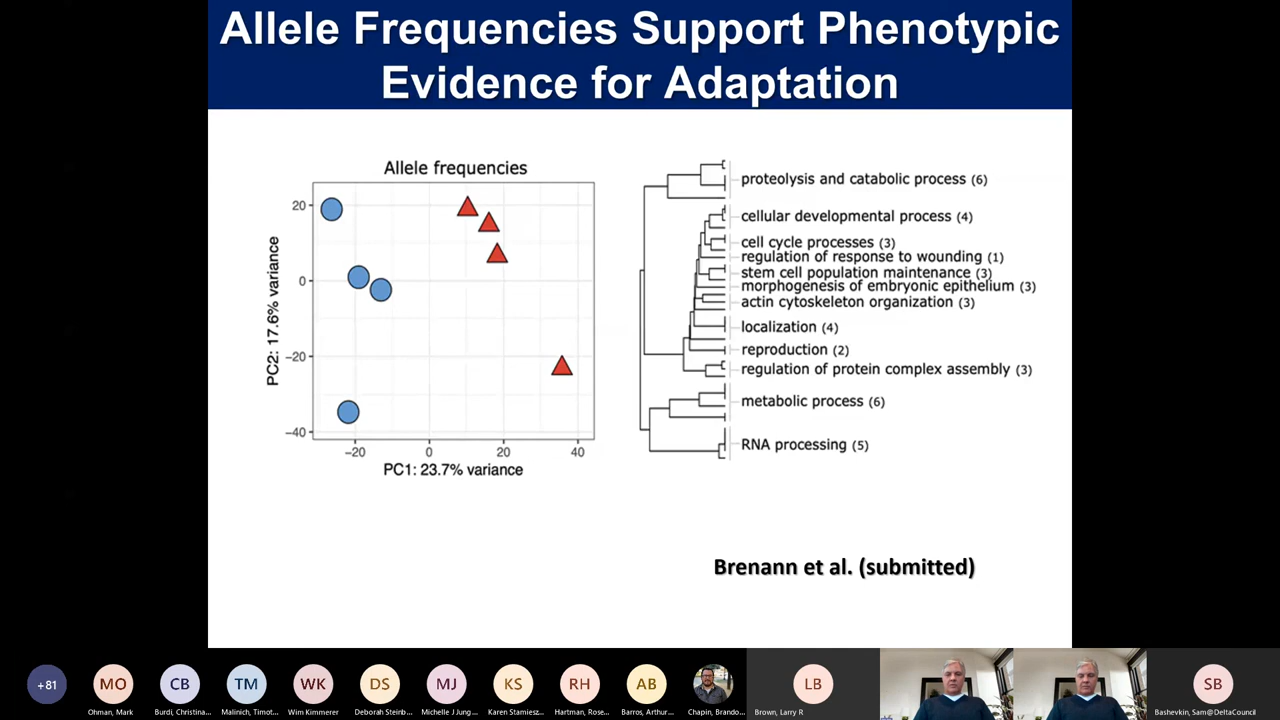 Allele Frequencies Support Phenotypic
Evidence for Adaptation
Allele frequencies
20
0
−20
−40
PC2: 17.6% variance
−20
0
20
40
PC1: 23.7% variance
proteolysis and catabolic process (6)
cellular developmental process (4)
cell cycle processes (3)
regulation of response to wounding (1)
stem cell population maintenance (3)
morphogenesis of embryonic epithelium (3)
actin cytoskeleton organization (3)
localization (4)
reproduction (2)
regulation of protein complex assembly (3)
metabolic process (6)
RNA processing (5)
Brenann et al. (submitted)
+81
MO
CB
TM
WK
DS
MJ
KS
RH
AB
LB
SB
Ohman, Mark
Burdi, Christina...
Malinich, Timot...
Wim Kimmerer
Deborah Steinb...
Michelle J Jung...
Karen Stamiesz...
Hartman, Rose...
Barros, Arthur...
Chapin, Brando...
Brown, Larry R
Bashevkin, Sam@DeltaCouncil